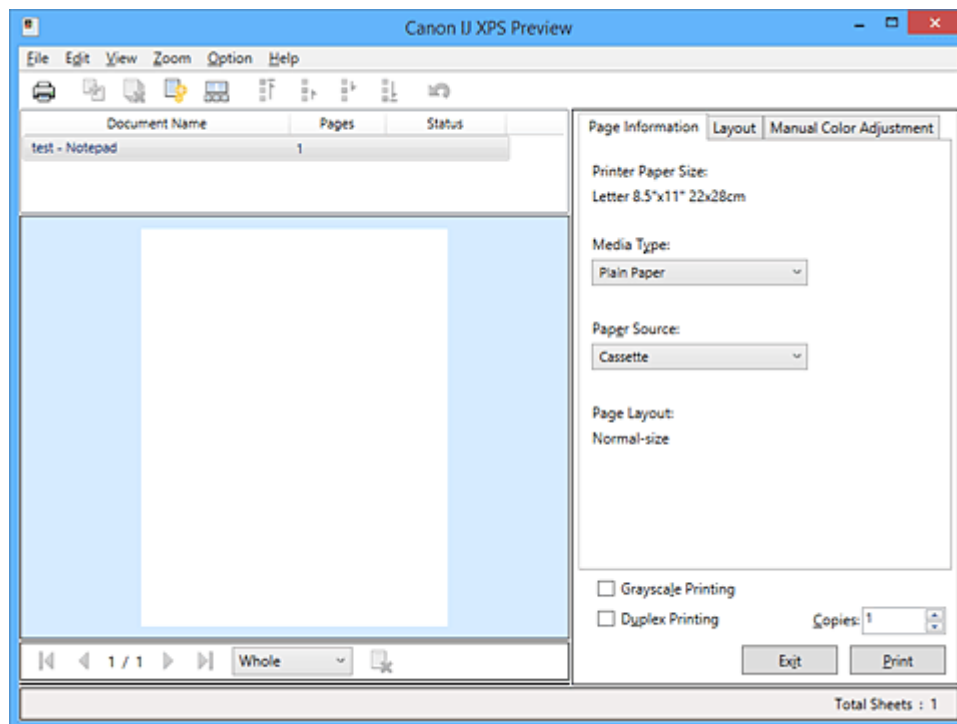 Canon IJ XPS Preview
File Edit View Zoom Option Help
Document Name Pages Status
test - Notepad 1
Page Information Layout Manual Color Adjustment
Printer Paper Size:
Letter 8.5"x11" 22x28cm
Media Type:
Plain Paper
Paper Source:
Cassette
Page Layout:
Normal-size
Grayscale Printing
Duplex Printing Copies: 1
1 / 1 Whole
Exit Print
Total Sheets : 1